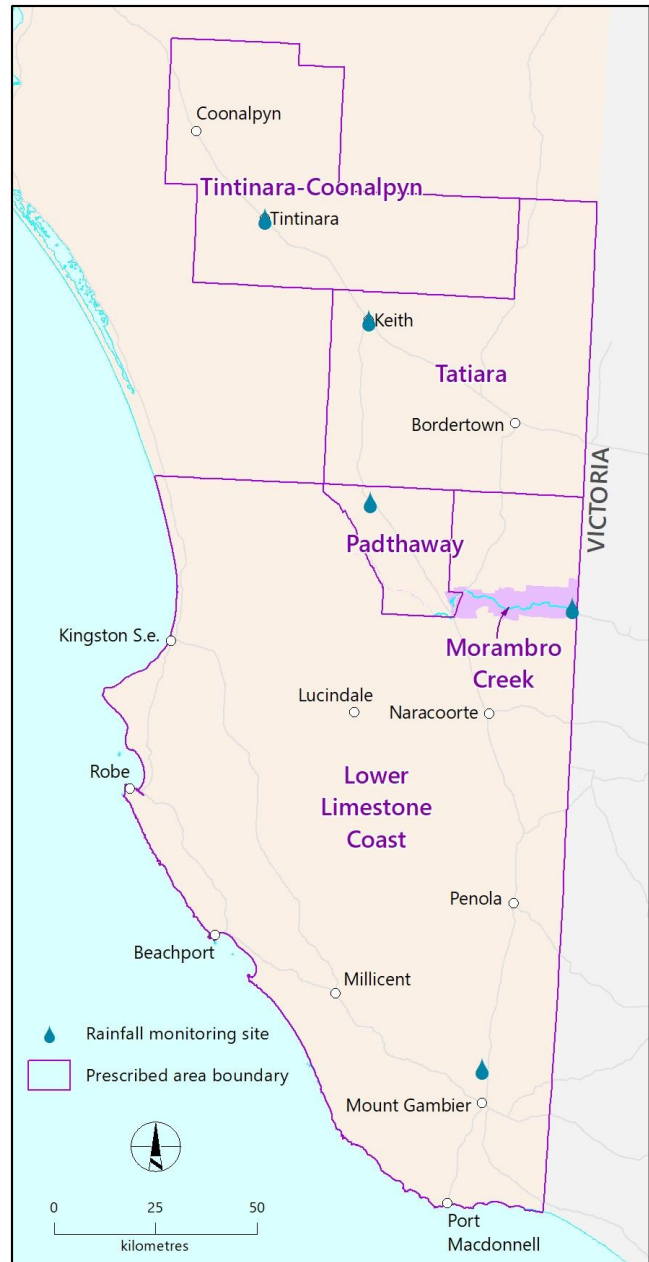 Coonalpyn
Tintinara-Coonalpyn
Tintinara
Keith
Tatiara
Bordertown
VICTORIA
Padthaway
Kingston S.e.
Morambro
Creek
Lucindale
Naracoorte
Robe
Lower
Limestone
Coast
Penola
Beachport
Millicent
Rainfall monitoring site
Prescribed area boundary
Mount Gambier
0 25 50
kilometres
Port
Macdonnell